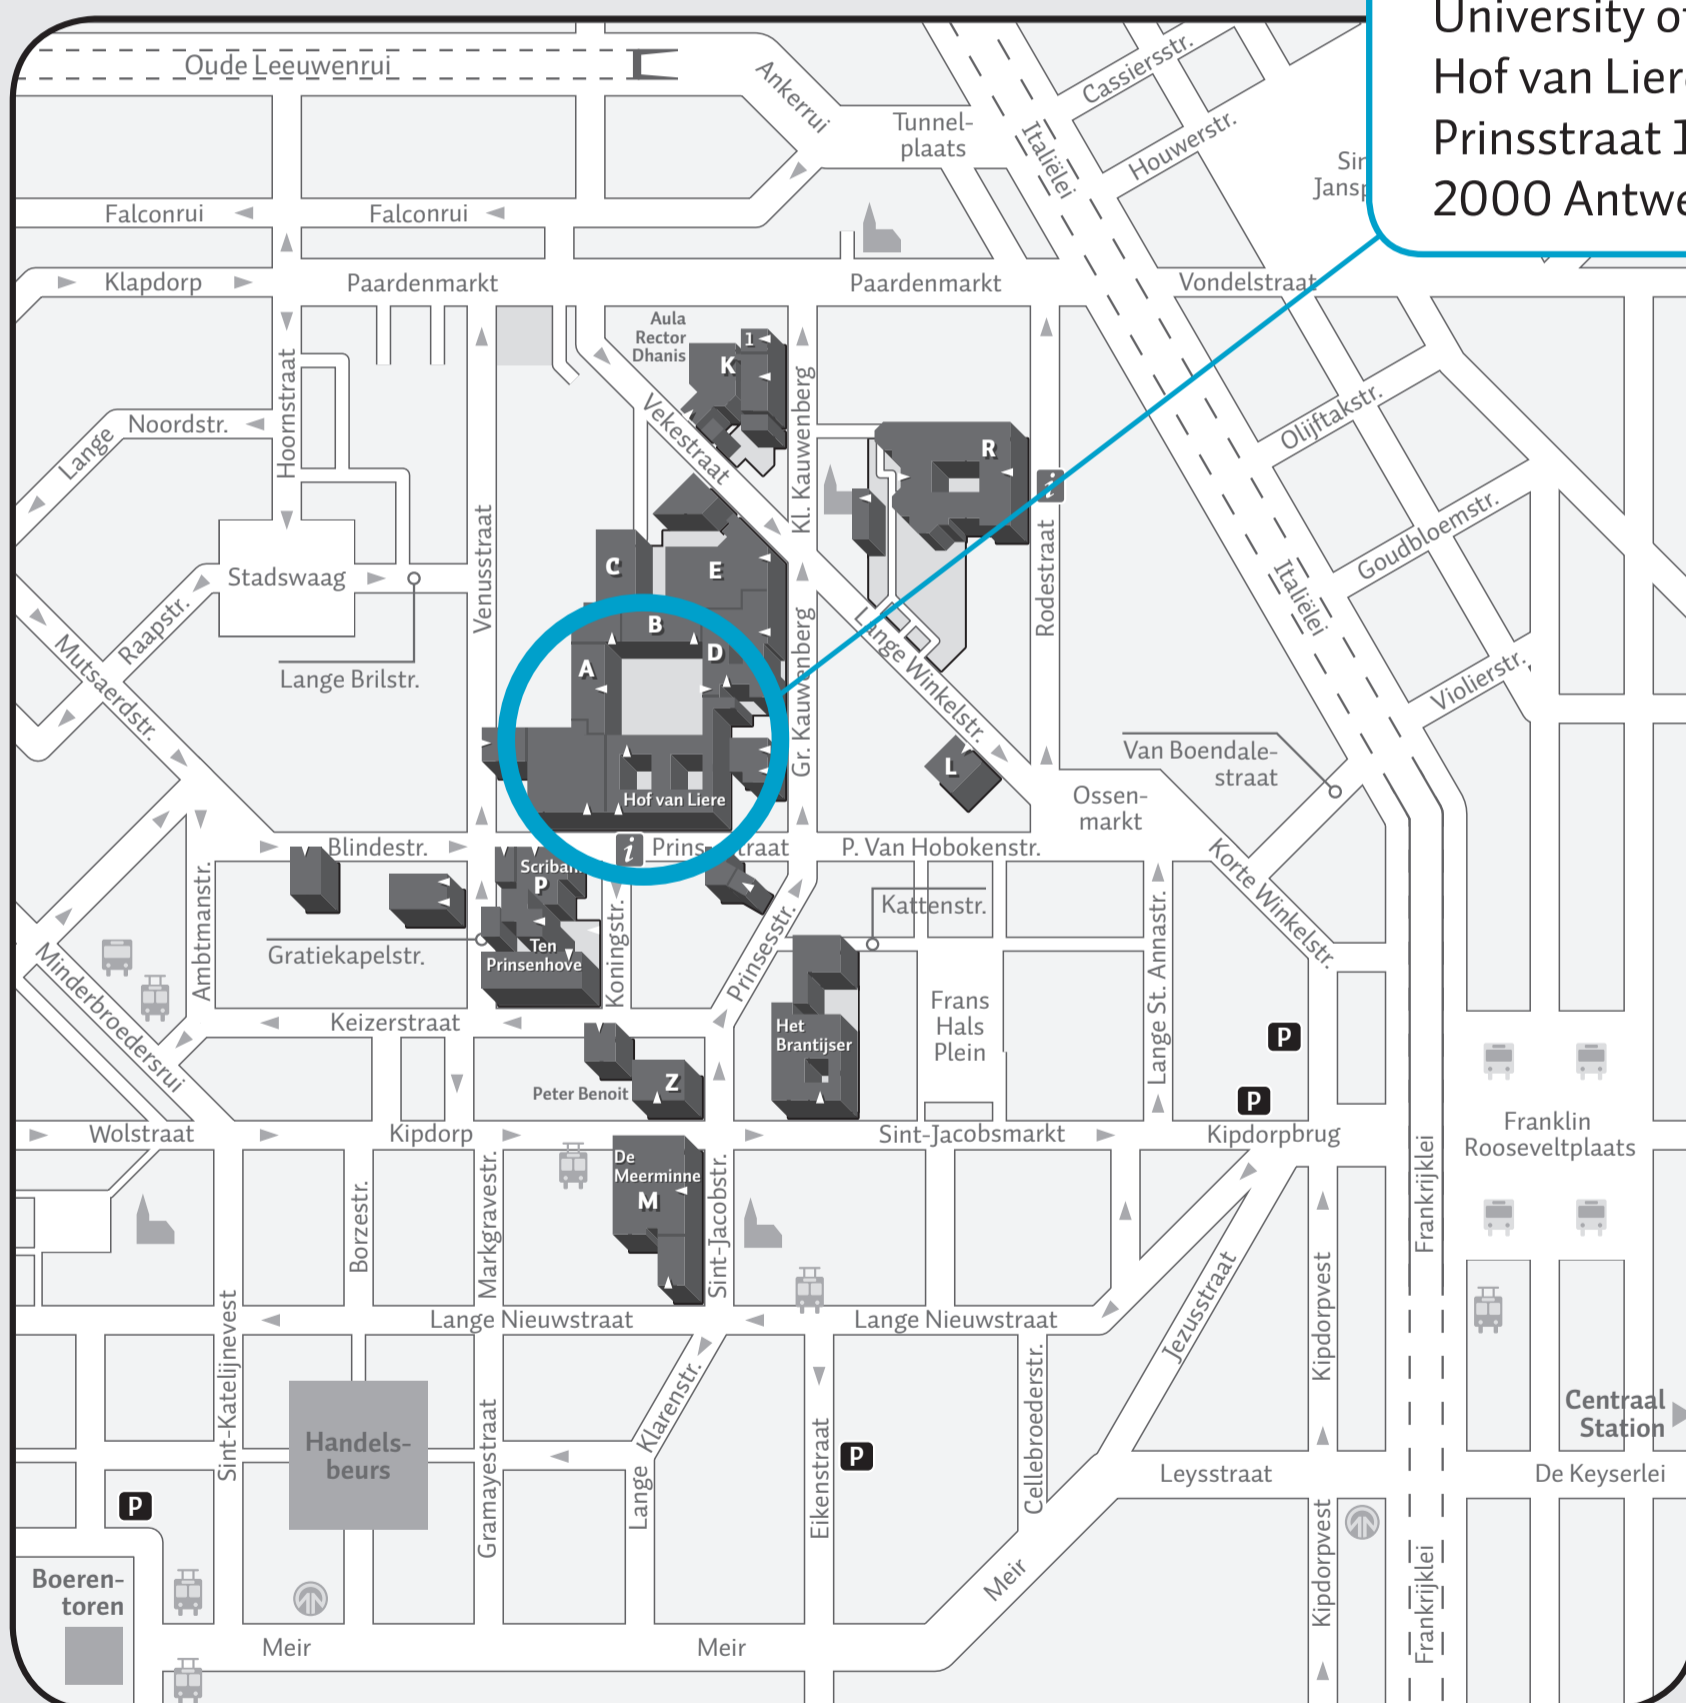 University of
Hof van Liere
Prinsstraat 1
2000
Oude Leeuwenrui
Ankerrui
Tunnel-
plaats
Italiëlei
Cassiersstr.
Houwerstr.
Falconrui
Falconrui
Klapdorp
Paardenmarkt
Paardenmarkt
Vondelstraat
Aula
Rector
Dhanis
1
K
Hoornstraat
Noordstr.
Lange
Vekestraat
Kl. Kauwenberg
R
i
Olijftakstr.
Goudbloemstr.
Italiëlei
Violierstr.
Venusstraat
Stadswaag
Raapstr.
Mutsaerdstr.
Lange Brilstr.
C
E
B
A
D
Hof van Liere
Gr. Kauwenberg
Lange Winkelstr.
Rodestraat
L
Van Boendale-
straat
Ossen-
markt
Blindestr.
i
Prinsstraat
P. Van Hobokenstr.
Korte Winkelstr.
Ambtmanstr.
P
Ten
Prinsenhove
Gratiekapelstr.
Koningstr.
Prinsesstr.
Kattenstr.
Lange St. Annastr.
Minderbroedersrui
Keizerstraat
Frans
Hals
Plein
Het
Brantijser
P
P
Peter Benoit
Z
Wolstraat
Kipdorp
Sint-Jacobsmarkt
Kipdorpbrug
Franklin
Rooseveltplaats
Frankrijklei
De
Meerminne
M
Borzestr.
Markgravestr.
Sint-Jacobstr.
Jezusstraat
Kipdorpvest
Sint-Katelijnevest
Lange Nieuwstraat
Lange Nieuwstraat
Handels-
beurs
Gramayestraat
Lange Klarenstr.
Eikenstraat
P
Cellebroederstr.
Centraal
Station
Leysstraat
De Keyserlei
P
Kipdorpvest
Frankrijklei
Boeren-
toren
Meir
Meir
Meir